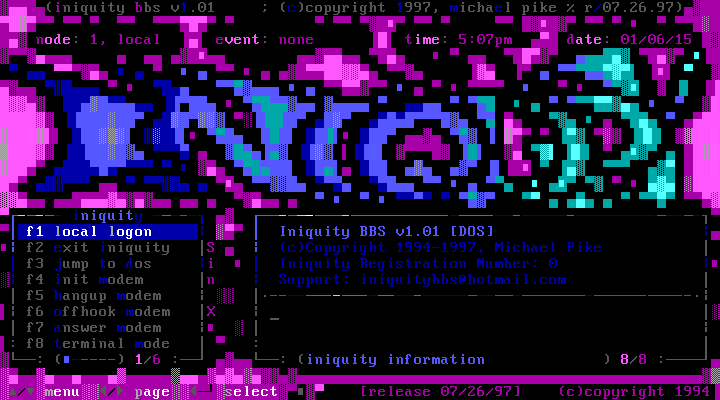 (iniquity bbs v1.01 ; (c)copyright 1997, michael pike % r/07.26.97)
node: 1, local event: none time: 5:07pm date: 01/06/15
iniquity
f1 local logon
f2 exit iniquity
f3 jump to dos
f4 init modem
f5 hangup modem
f6 offhook modem
f7 answer modem
f8 terminal mode
(■ ----) 1/6 :
S
i
n
X
Iniquity BBS v1.01 [DOS]
(c)Copyright 1994-1997, Michael Pike
Iniquity Registration Number: 0
Support: iniquitybbs@hotmail.com
_
: (iniquity information ) 8/8 :
menu page select [release 07/26/97] (c)copyright 1994